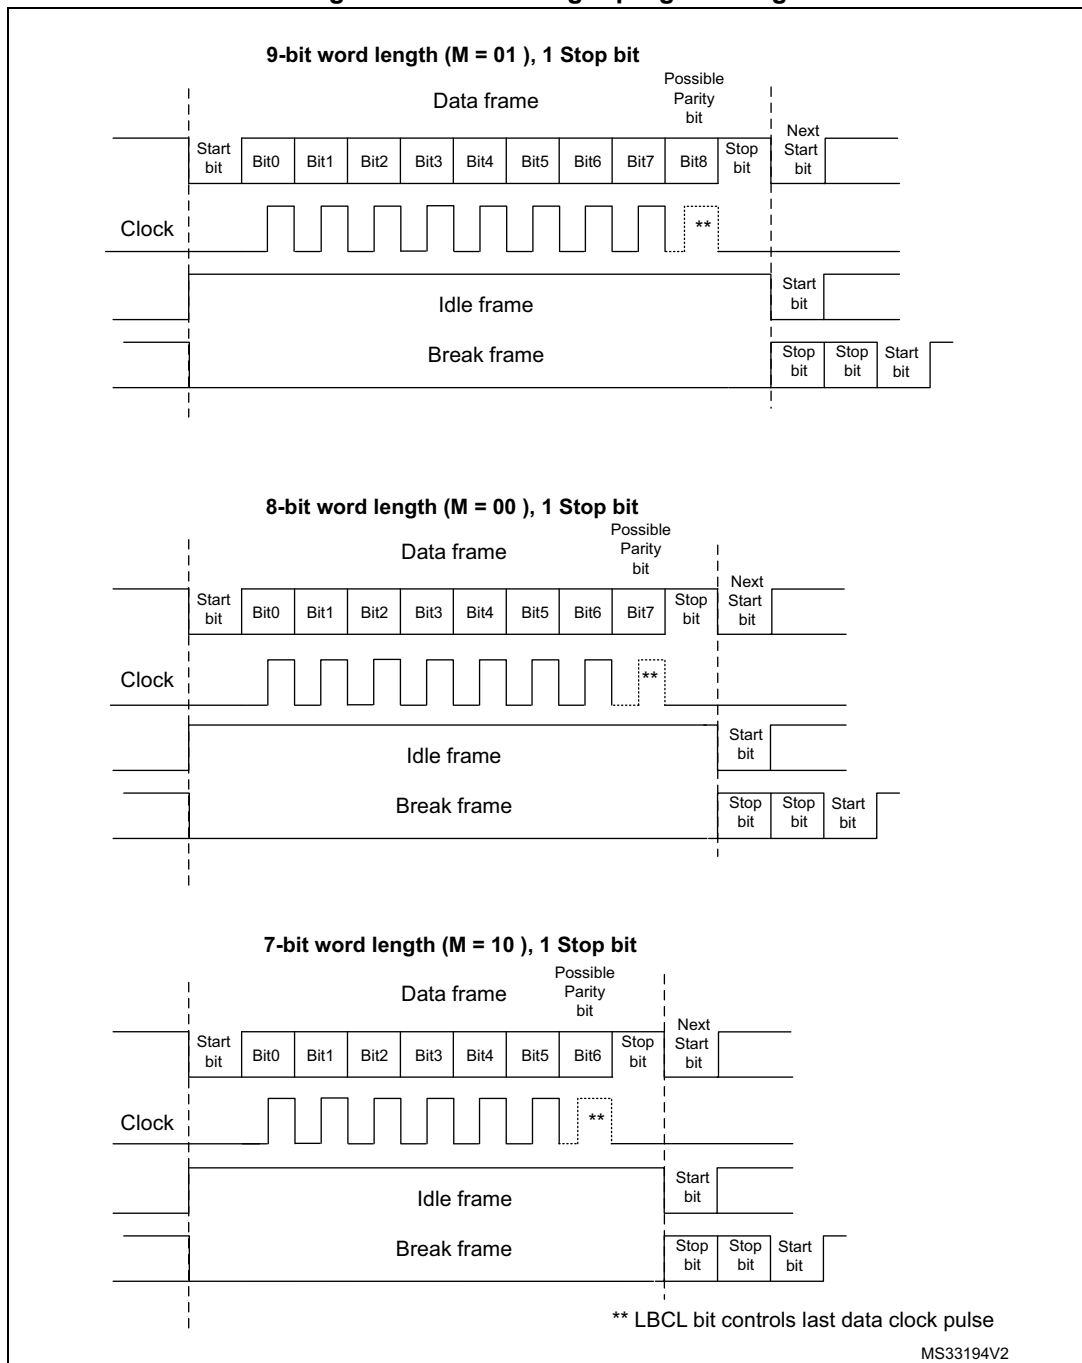 9-bit word length (M = 01 ), 1 Stop bit
Data frame
Possible
Parity
bit
Start
bit
Bit0
Bit1
Bit2
Bit3
Bit4
Bit5
Bit6
Bit7
Bit8
Stop
bit
Next
Start
bit
Clock
**
Idle frame
Start
bit
Break frame
Stop
bit
Stop
bit
Start
bit
8-bit word length (M = 00 ), 1 Stop bit
Data frame
Possible
Parity
bit
Start
bit
Bit0
Bit1
Bit2
Bit3
Bit4
Bit5
Bit6
Bit7
Stop
bit
Next
Start
bit
Clock
**
Idle frame
Start
bit
Break frame
Stop
bit
Stop
bit
Start
bit
7-bit word length (M = 10 ), 1 Stop bit
Data frame
Possible
Parity
bit
Start
bit
Bit0
Bit1
Bit2
Bit3
Bit4
Bit5
Bit6
Stop
bit
Next
Start
bit
Clock
**
Idle frame
Start
bit
Break frame
Stop
bit
Stop
bit
Start
bit
** LBCL bit controls last data clock pulse
MS33194V2